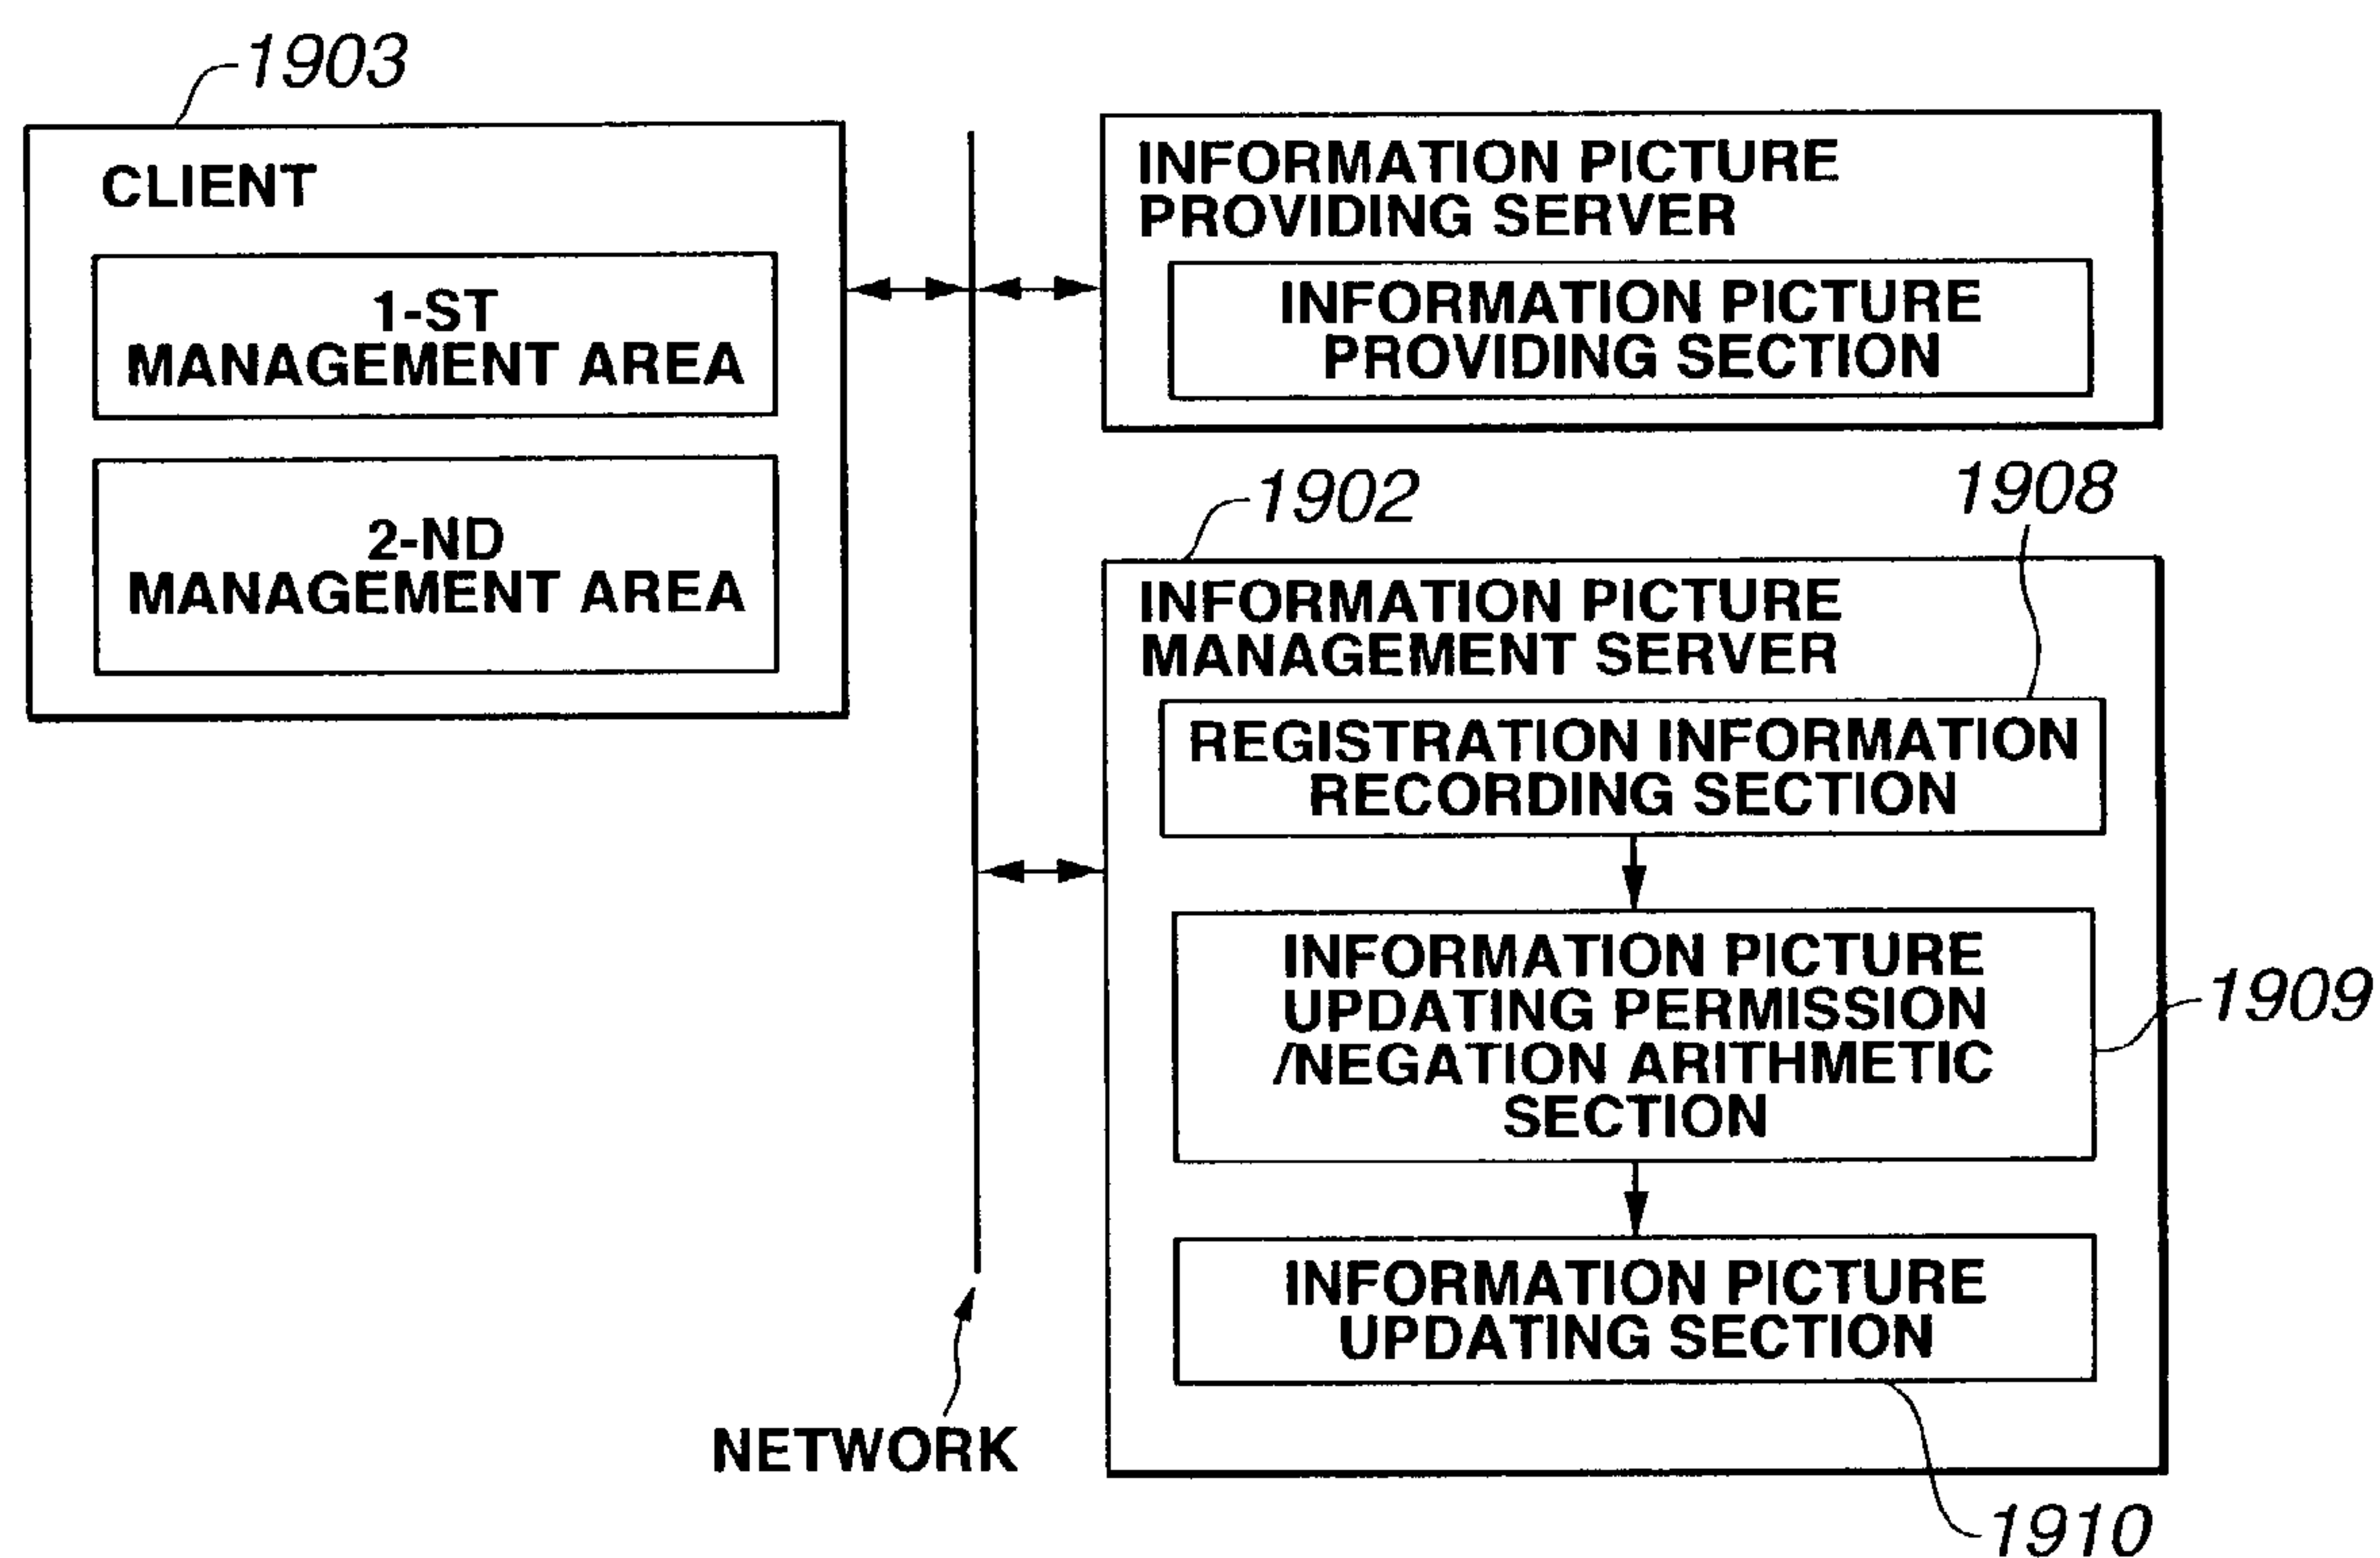 1903
CLIENT
1-ST
MANAGEMENT AREA
2-ND
MANAGEMENT AREA
INFORMATION PICTURE
PROVIDING SERVER
INFORMATION PICTURE
PROVIDING SECTION
1902
1908
INFORMATION PICTURE
MANAGEMENT SERVER
REGISTRATION INFORMATION
RECORDING SECTION
INFORMATION PICTURE
UPDATING PERMISSION
/NEGATION ARITHMETIC
SECTION
1909
INFORMATION PICTURE
UPDATING SECTION
NETWORK
1910